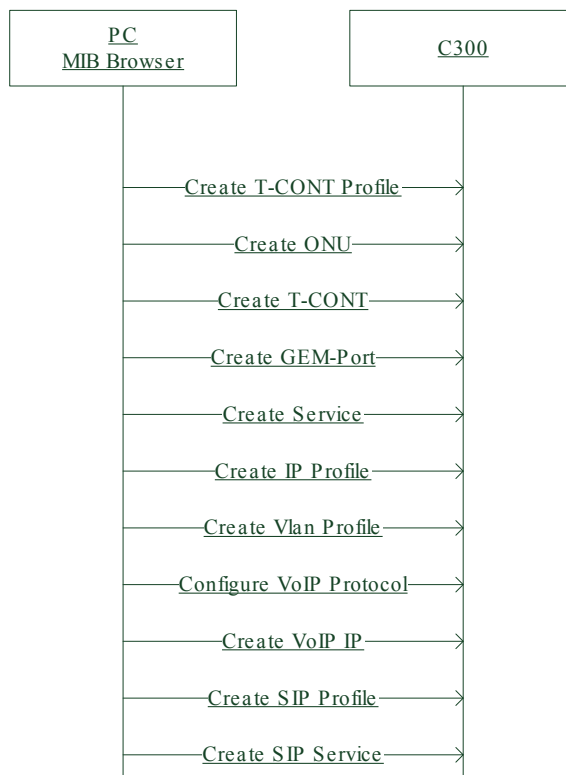 PC
MIB Browser
C300
Create T-CONT Profile
Create ONU
Create T-CONT
Create GEM-Port
Create Service
Create IP Profile
Create Vlan Profile
Configure VoIP Protocol
Create VoIP IP
Create SIP Profile
Create SIP Service